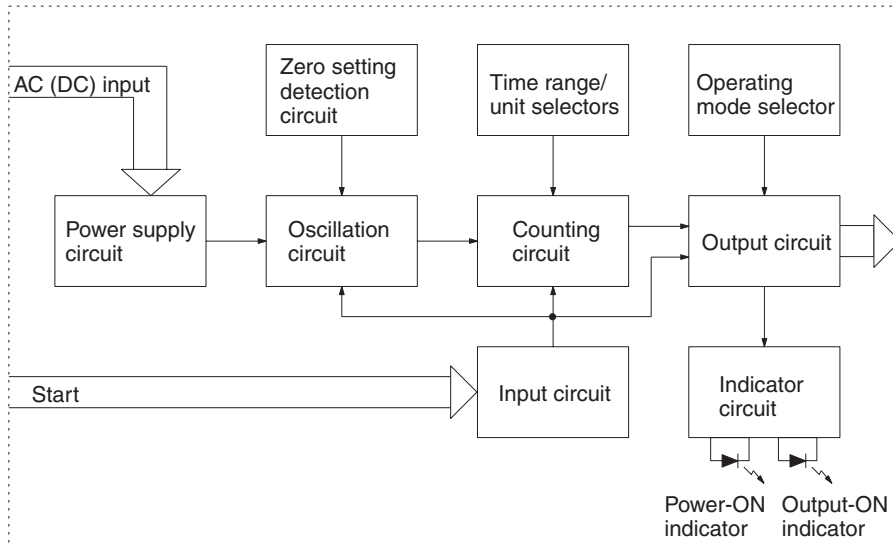 AC (DC) input
Zero setting
detection
circuit
Time range/
unit selectors
Operating
mode selector
Power supply
circuit
Oscillation
circuit
Counting
circuit
Output circuit
Start
Input circuit
Indicator
circuit
Power-ON
indicator
Output-ON
indicator